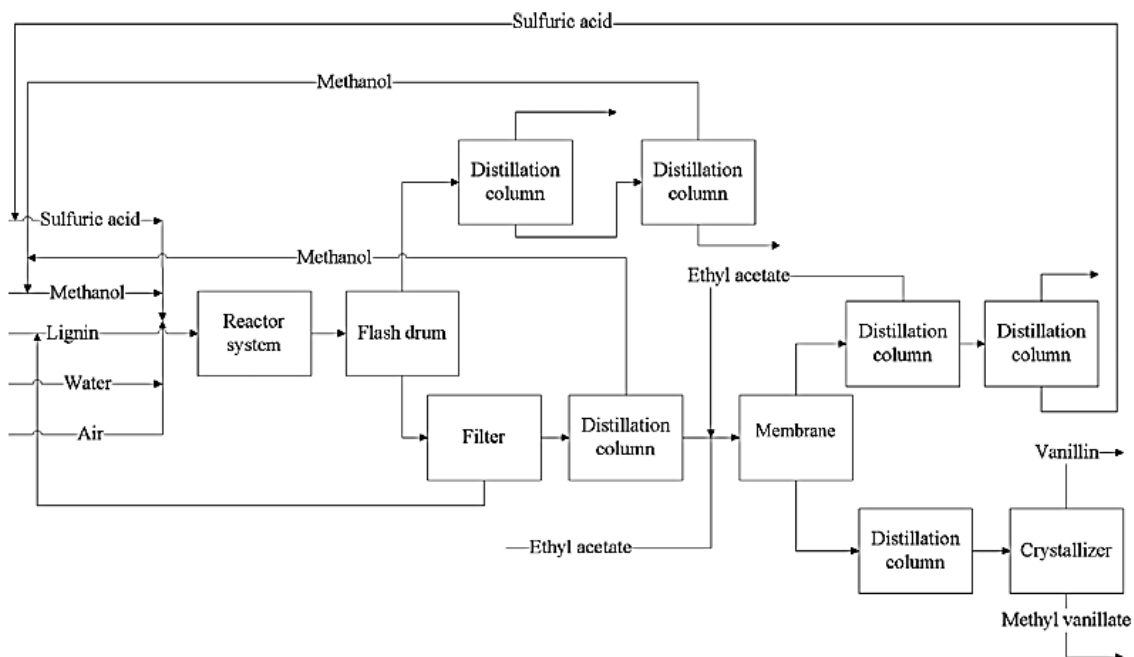 Sulfuric acid
Methanol
Distillation
column
Distillation
column
Sulfuric acid
Methanol
Ethyl acetate
Methanol
Lignin
Reactor
system
Flash drum
Distillation
column
Distillation
column
Water
Air
Filter
Distillation
column
Membrane
Vanillin
Ethyl acetate
Distillation
column
Crystallizer
Methyl vanillate